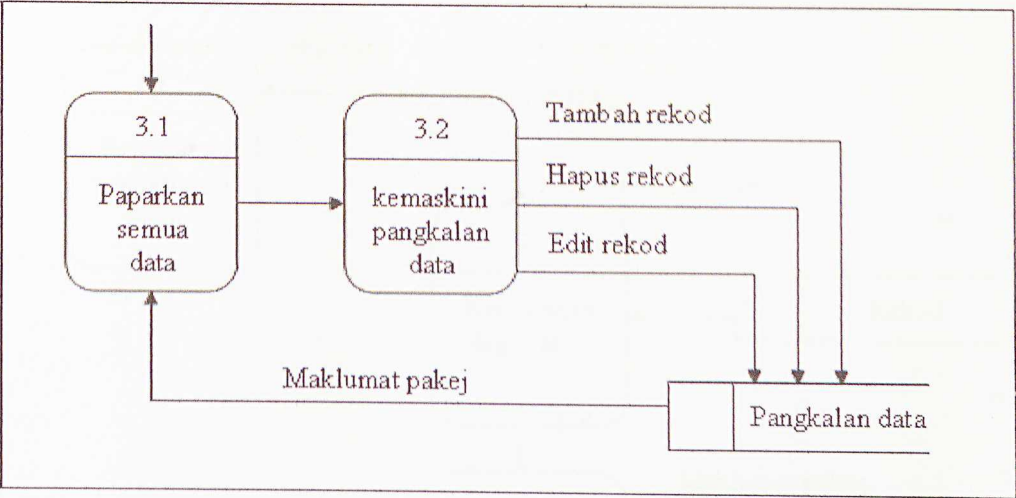 3.1
Paparkan
semua
data
3.2
kemaskini
pangkalan
data
Tambah rekod
Hapus rekod
Edit rekod
Maklumat pakej
Pangkalan data